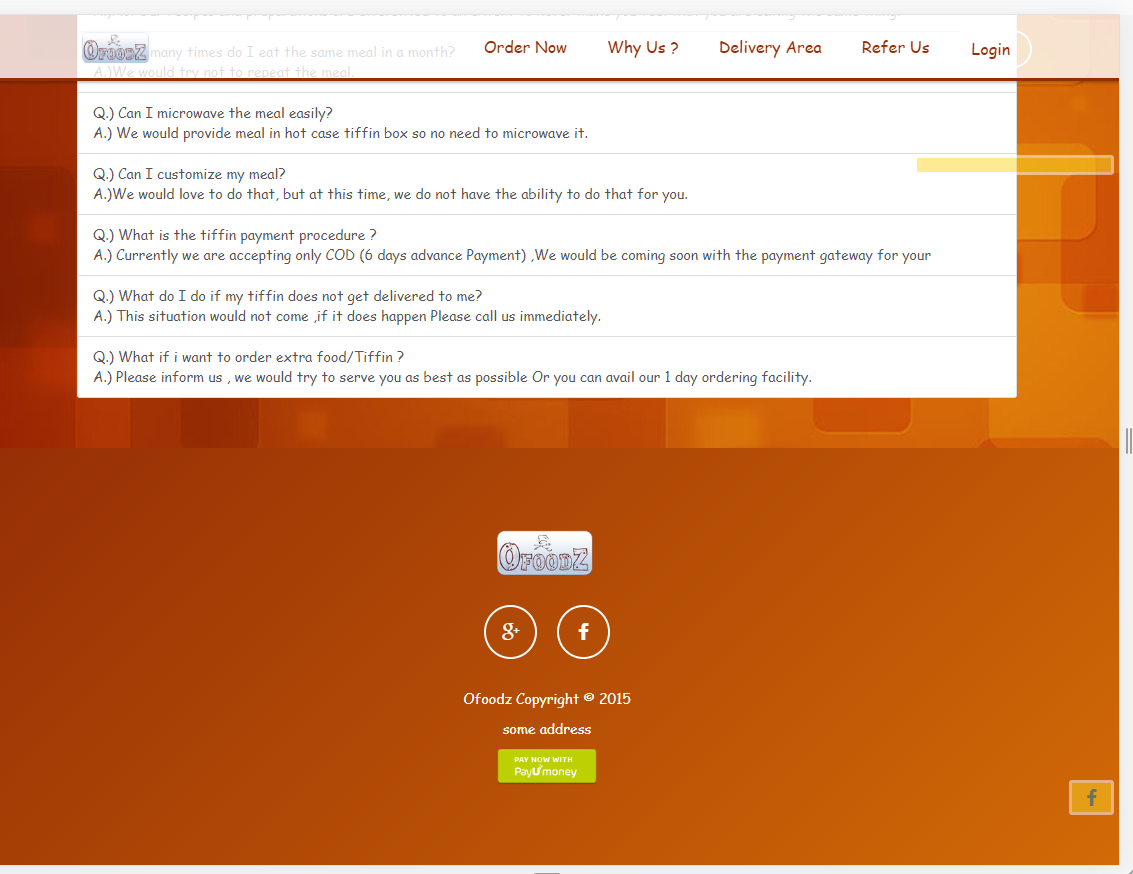 OFOODZ
many times do I eat the same meal in a month?
A.)We would try not to repeat the meal.
Order Now
Why Us ?
Delivery Area
Refer Us
Login
Q.) Can I microwave the meal easily?
A.) We would provide meal in hot case tiffin box so no need to microwave it.
Q.) Can I customize my meal?
A.)We would love to do that, but at this time, we do not have the ability to do that for you.
Q.) What is the tiffin payment procedure ?
A.) Currently we are accepting only COD (6 days advance Payment) ,We would be coming soon with the payment gateway for your
Q.) What do I do if my tiffin does not get delivered to me?
A.) This situation would not come ,if it does happen Please call us immediately.
Q.) What if i want to order extra food/Tiffin ?
A.) Please inform us , we would try to serve you as best as possible Or you can avail our 1 day ordering facility.
OFOODZ
g+
f
Ofoodz Copyright © 2015
some address
PAY NOW WITH
PayUmoney
f